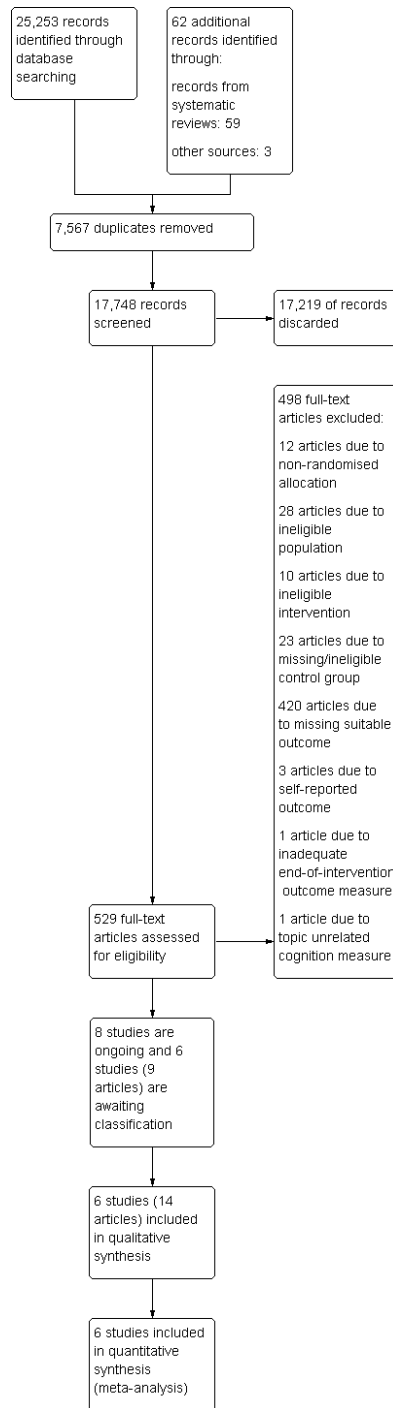 25,253 records
identified through
database
searching
62 additional
records identified
through:
records from
systematic
reviews: 59
other sources: 3
7,567 duplicates removed
17,748 records
screened
17,219 of records
discarded
498 full-text
articles excluded:
12 articles due to
non-randomised
allocation
28 articles due to
ineligible
population
10 articles due to
ineligible
intervention
23 articles due to
missing/ineligible
control group
420 articles due
to missing suitable
outcome
3 articles due to
self-reported
outcome
1 article due to
inadequate
end-of-intervention
outcome measure
1 article due to
topic unrelated
cognition measure
529 full-text
articles assessed
for eligibility
8 studies are
ongoing and 6
studies (9
articles) are
awaiting
classification
6 studies (14
articles) included
in qualitative
synthesis
6 studies included
in quantitative
synthesis
(meta-analysis)